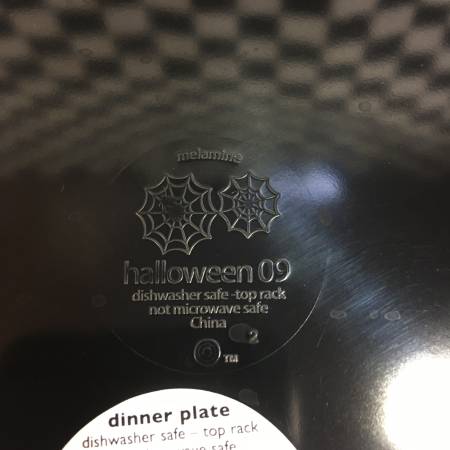 melamine
halloween 09
dishwasher safe -top rack
not microwave safe
China
2
TM
dinner plate
dishwasher safe – top rack
safe